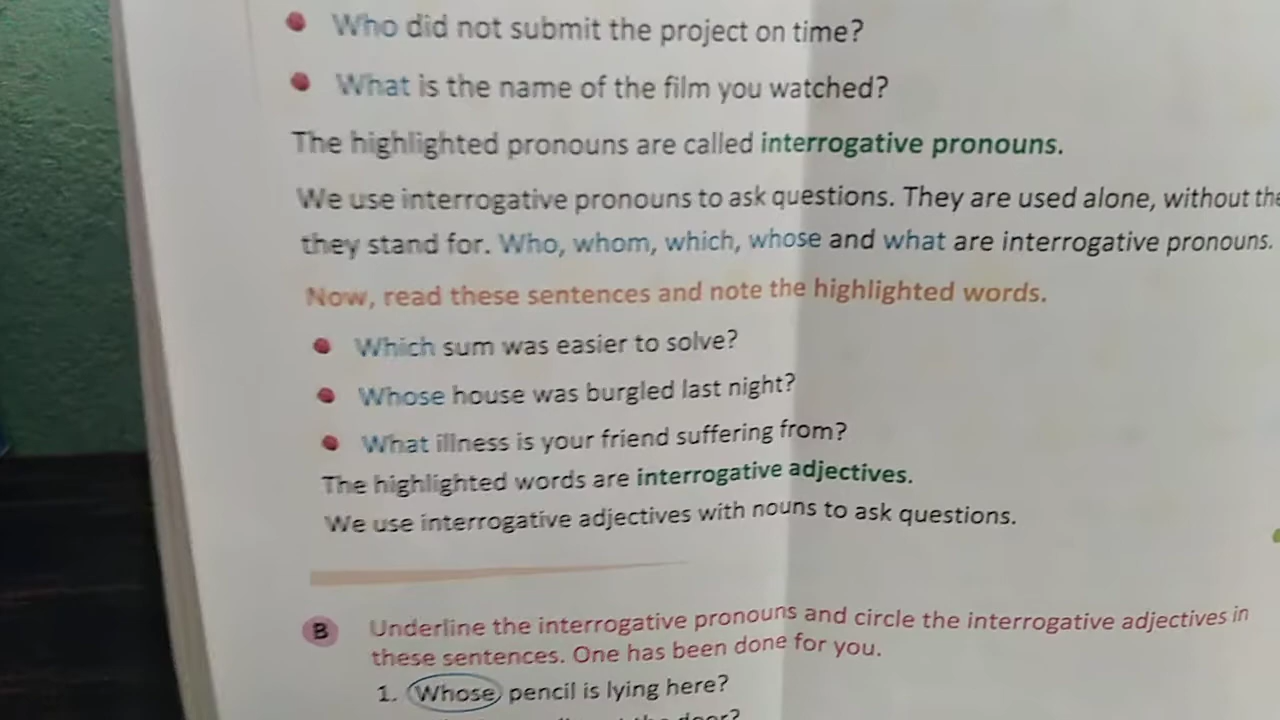 Who did not submit the project on time?
What is the name of the film you watched?
The highlighted pronouns are called interrogative pronouns.
We use interrogative pronouns to ask questions. They are used alone, without the
they stand for. Who, whom, which, whose and what are interrogative pronouns.
Now, read these sentences and note the highlighted words.
Which sum was easier to solve?
Whose house was burgled last night?
What illness is your friend suffering from?
The highlighted words are interrogative adjectives.
We use interrogative adjectives with nouns to ask questions.
B Underline the interrogative pronouns and circle the interrogative adjectives in
these sentences. One has been done for you.
1. Whose pencil is lying here?
door?